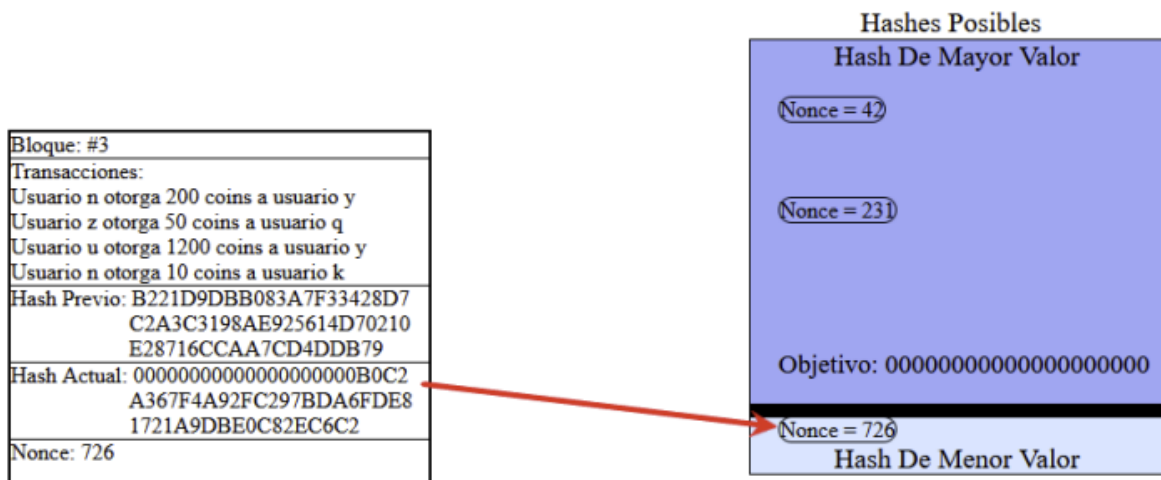 Bloque: #3
Transacciones:
Usuario n otorga 200 coins a usuario y
Usuario z otorga 50 coins a usuario q
Usuario u otorga 1200 coins a usuario y
Usuario n otorga 10 coins a usuario k
Hash Previo: B221D9DBB083A7F33428D7
C2A3C3198AE925614D70210
E28716CCAA7CD4DDB79
Hash Actual: 00000000000000000000B0C2
A367F4A92FC297BDA6FDE8
1721A9DBE0C82EC6C2
Nonce: 726
Hashes Posibles
Hash De Mayor Valor
Nonce = 42
Nonce = 231
Objetivo: 000000000000000000000
Nonce = 726
Hash De Menor Valor